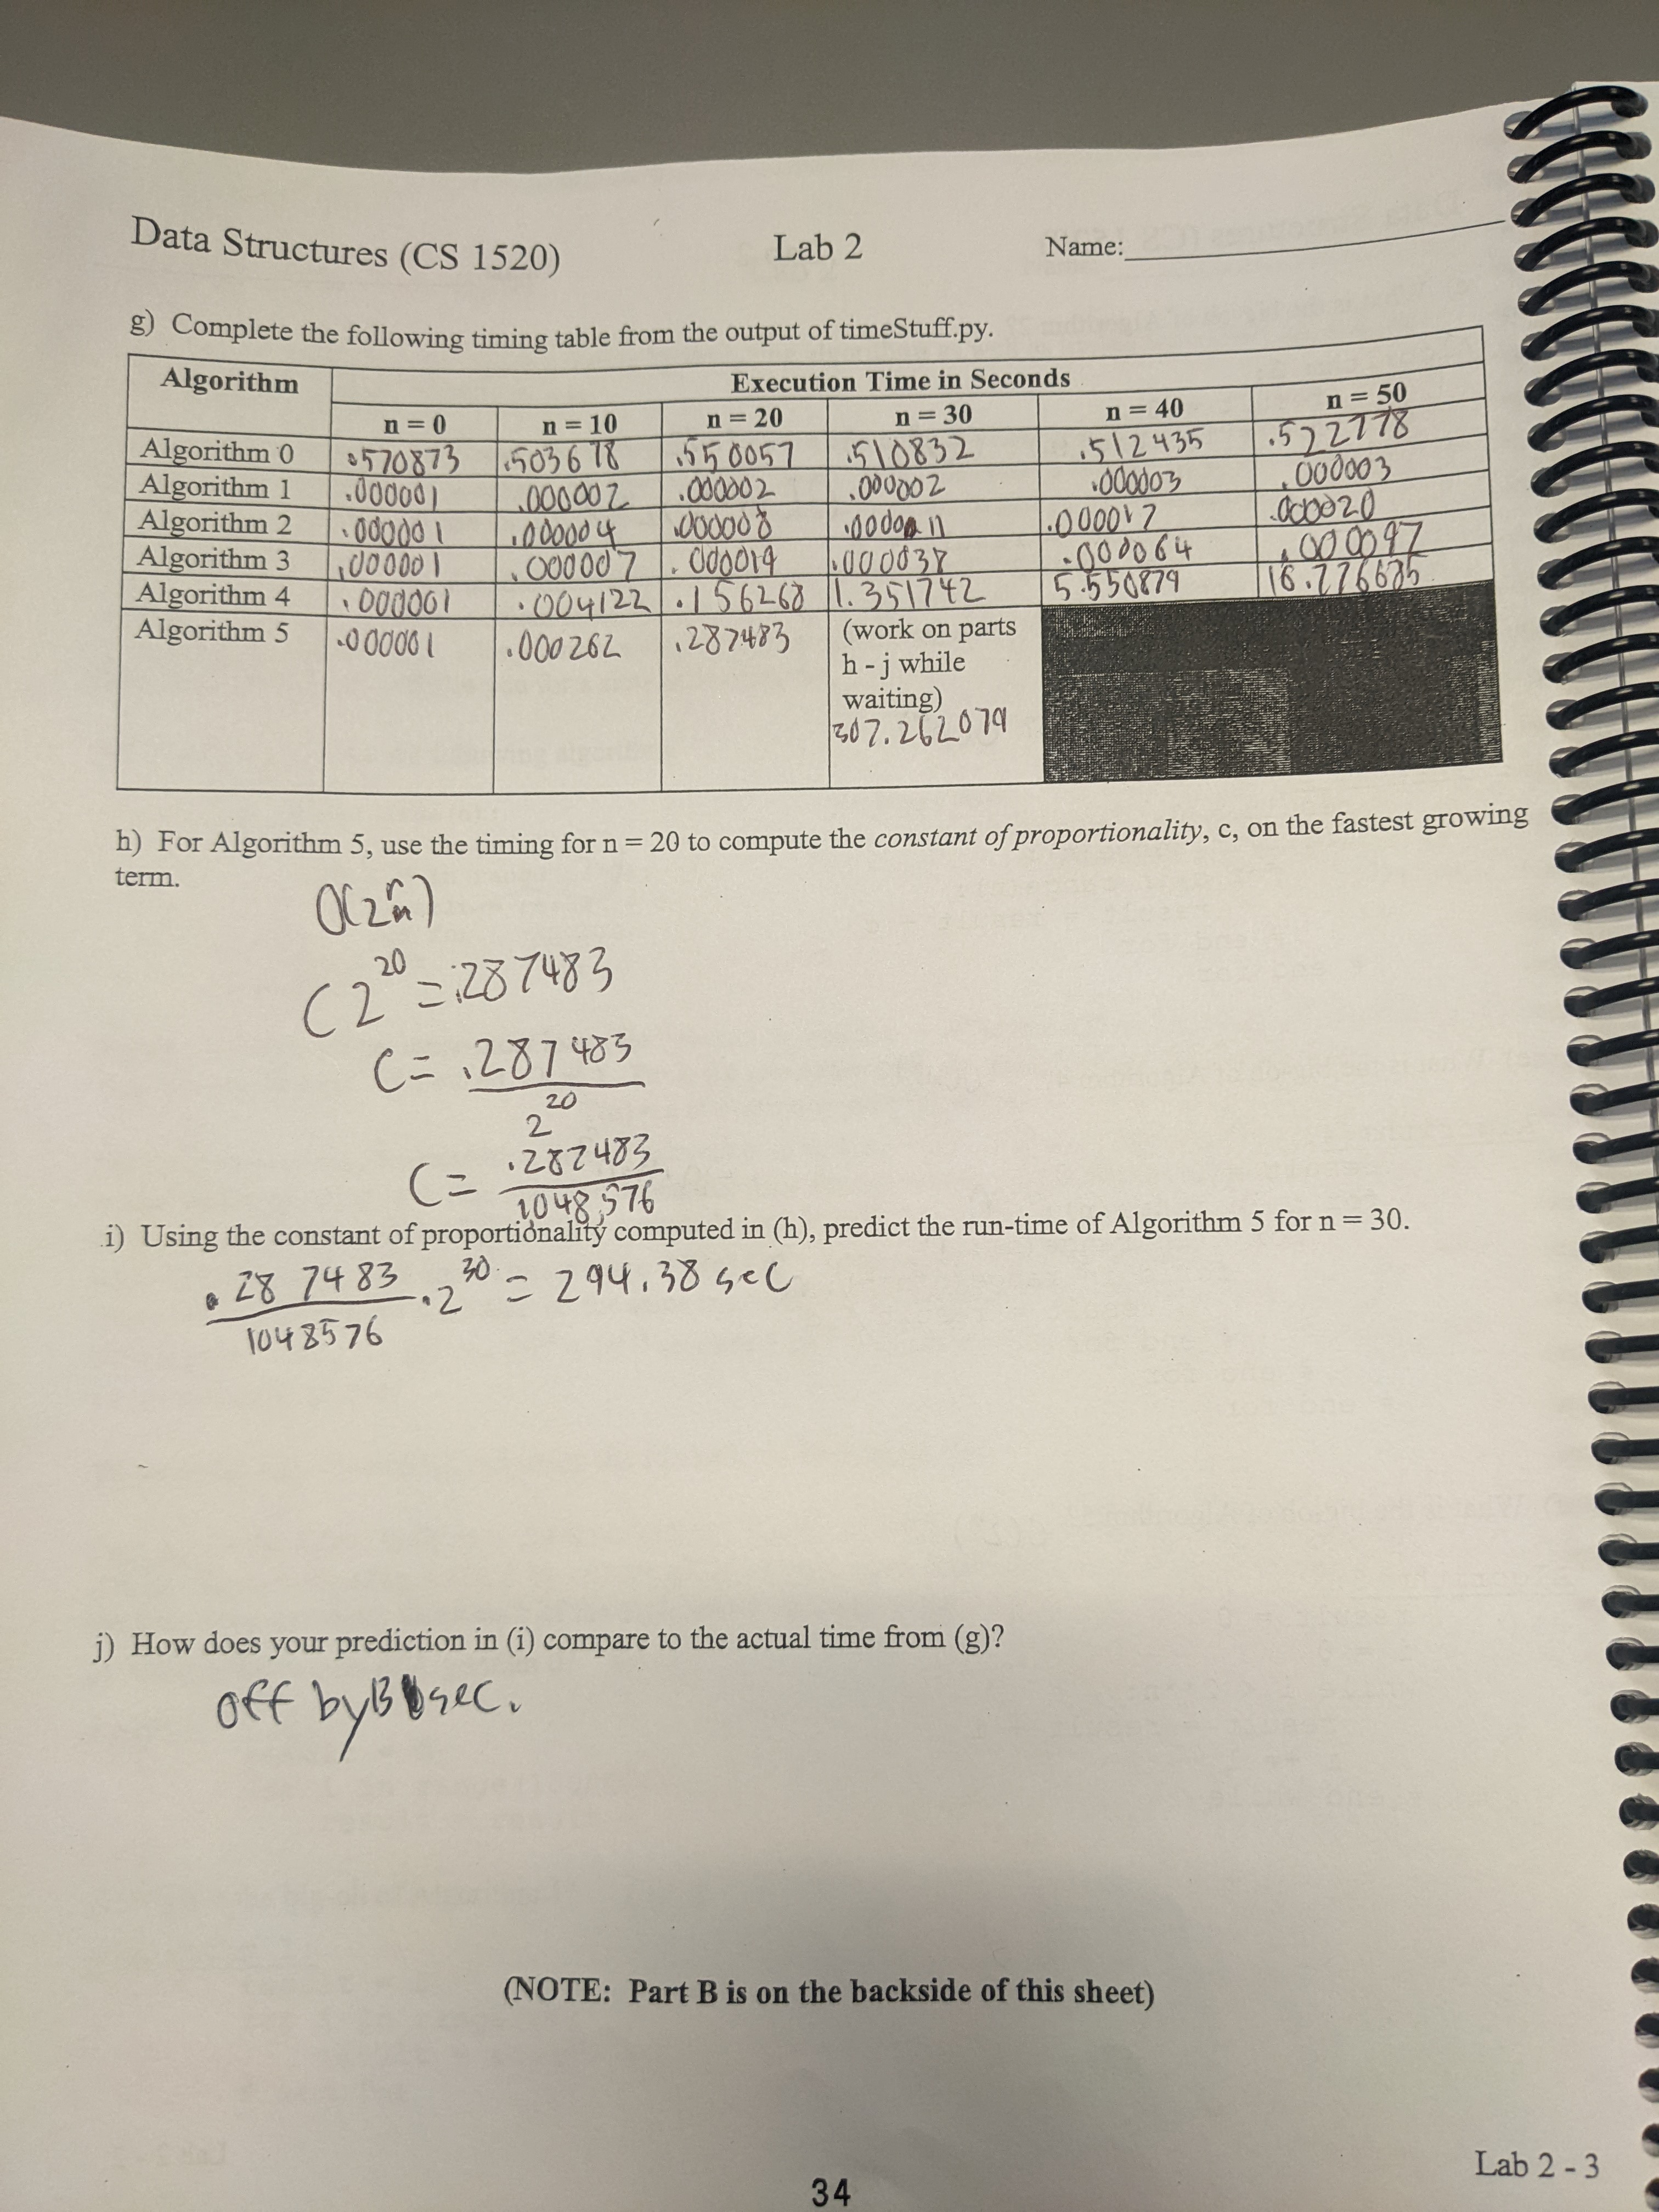 Data Structures (CS 1520) Lab 2 Name:
g) Complete the following timing table from the output of timeStuff.py.
Algorithm Execution Time in Seconds
n = 0 n = 10 n = 20 n = 30 n = 40 n = 50
Algorithm 0 .570873 .503678 .550057 .510832 .512435 .522778
Algorithm 1 .000001 .000002 .000002 .000002 .000003 .000003
Algorithm 2 .000001 .000004 .000008 .000011 .000017 .000020
Algorithm 3 .000001 .000007 .000019 .000038 .000064 .000097
Algorithm 4 .000001 .004122 .156268 1.351742 5.550879
Algorithm 5 .000001 .000262 .287483 (work on parts
h - j while
waiting)
307.262079
h) For Algorithm 5, use the timing for n = 20 to compute the constant of proportionality, c, on the fastest growing
term.
O(2^n)
C 2^20 = .287483
C = .287483
2^20
C = .287483
1048576
i) Using the constant of proportionality computed in (h), predict the run-time of Algorithm 5 for n = 30.
.287483 · 2^30 = 294.38 sec
1048576
j) How does your prediction in (i) compare to the actual time from (g)?
off by 13 sec.
(NOTE: Part B is on the backside of this sheet)
Lab 2 - 3
34